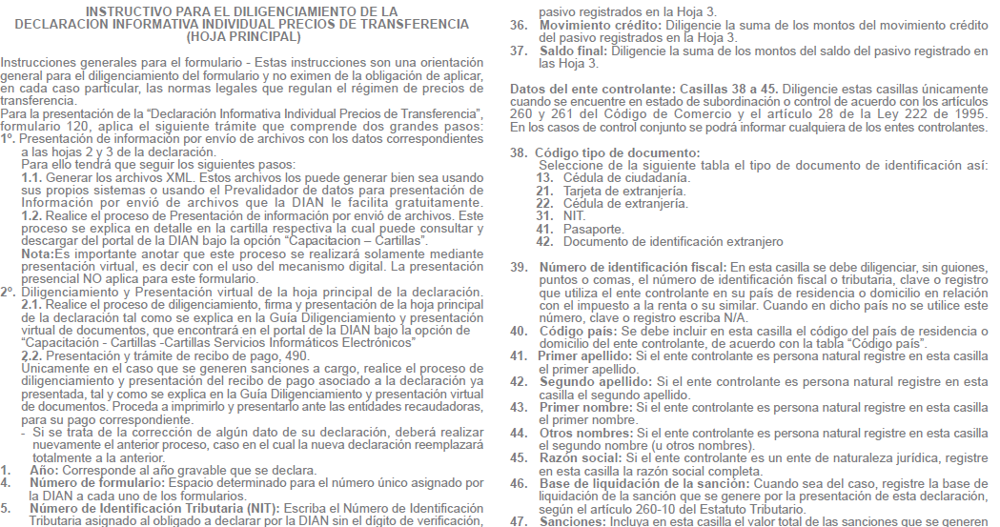 INSTRUCTIVO PARA EL DILIGENCIAMIENTO DE LA
DECLARACION INFORMATIVA INDIVIDUAL PRECIOS DE TRANSFERENCIA
(HOJA PRINCIPAL)
Instrucciones generales para el formulario - Estas instrucciones son una orientación
general para el diligenciamiento del formulario y no eximen de la obligación de aplicar,
en cada caso particular, las normas legales que regulan el régimen de precios de
transferencia.
Para la presentación de la “Declaración Informativa Individual Precios de Transferencia”,
formulario 120, aplica el siguiente trámite que comprende dos grandes pasos:
1º. Presentación de información por envío de archivos con los datos correspondientes
a las hojas 2 y 3 de la declaración.
Para ello tendrá que seguir los siguientes pasos:
1.1. Generar los archivos XML. Estos archivos los puede generar bien sea usando
sus propios sistemas o usando el Prevalidador de datos para presentación de
Información por envió de archivos que la DIAN le facilita gratuitamente.
1.2. Realice el proceso de Presentación de información por envió de archivos. Este
proceso se explica en detalle en la cartilla respectiva la cual puede consultar y
descargar del portal de la DIAN bajo la opción “Capacitacion – Cartillas”.
Nota:Es importante anotar que este proceso se realizará solamente mediante
presentación virtual, es decir con el uso del mecanismo digital. La presentación
presencial NO aplica para este formulario.
2º. Diligenciamiento y Presentación virtual de la hoja principal de la declaración.
2.1. Realice el proceso de diligenciamiento, firma y presentación de la hoja principal
de la declaración tal como se explica en la Guía Diligenciamiento y presentación
virtual de documentos, que encontrará en el portal de la DIAN bajo la opción de
“Capacitación - Cartillas -Cartillas Servicios Informáticos Electrónicos”
2.2. Presentación y trámite de recibo de pago, 490.
Únicamente en el caso que se generen sanciones a cargo, realice el proceso de
diligenciamiento y presentación del recibo de pago asociado a la declaración ya
presentada, tal y como se explica en la Guía Diligenciamiento y presentación virtual
de documentos. Proceda a imprimirlo y presentarlo ante las entidades recaudadoras,
para su pago correspondiente.
- Si se trata de la corrección de algún dato de su declaración, deberá realizar
nuevamente el anterior proceso, caso en el cual la nueva declaración reemplazará
totalmente a la anterior.
1. Año: Corresponde al año gravable que se declara.
4. Número de formulario: Espacio determinado para el número único asignado por
la DIAN a cada uno de los formularios.
5. Número de Identificación Tributaria (NIT): Escriba el Número de Identificación
Tributaria asignado al obligado a declarar por la DIAN sin el dígito de verificación,
pasivo registrados en la Hoja 3.
36. Movimiento crédito: Diligencie la suma de los montos del movimiento crédito
del pasivo registrados en la Hoja 3.
37. Saldo final: Diligencie la suma de los montos del saldo del pasivo registrado en
las Hoja 3.
Datos del ente controlante: Casillas 38 a 45. Diligencie estas casillas únicamente
cuando se encuentre en estado de subordinación o control de acuerdo con los artículos
260 y 261 del Código de Comercio y el artículo 28 de la Ley 222 de 1995.
En los casos de control conjunto se podrá informar cualquiera de los entes controlantes.
38. Código tipo de documento:
Seleccione de la siguiente tabla el tipo de documento de identificación así:
13. Cédula de ciudadanía.
21. Tarjeta de extranjería.
22. Cédula de extranjería.
31. NIT.
41. Pasaporte.
42. Documento de identificación extranjero
39. Número de identificación fiscal: En esta casilla se debe diligenciar, sin guiones,
puntos o comas, el número de identificación fiscal o tributaria, clave o registro
que utiliza el ente controlante en su país de residencia o domicilio en relación
con el impuesto a la renta o su similar. Cuando en dicho país no se utilice este
número, clave o registro escriba N/A.
40. Código país: Se debe incluir en esta casilla el código del país de residencia o
domicilio del ente controlante, de acuerdo con la tabla “Código país”.
41. Primer apellido: Si el ente controlante es persona natural registre en esta casilla
el primer apellido.
42. Segundo apellido: Si el ente controlante es persona natural registre en esta
casilla el segundo apellido.
43. Primer nombre: Si el ente controlante es persona natural registre en esta casilla
el primer nombre.
44. Otros nombres: Si el ente controlante es persona natural registre en esta casilla
el segundo nombre (u otros nombres).
45. Razón social: Si el ente controlante es un ente de naturaleza jurídica, registre
en esta casilla la razón social completa.
46. Base de liquidación de la sanción: Cuando sea del caso, registre la base de
liquidación de la sanción que se genere por la presentación de esta declaración,
según el artículo 260-10 del Estatuto Tributario.
47. Sanciones: Incluya en esta casilla el valor total de las sanciones que se generen